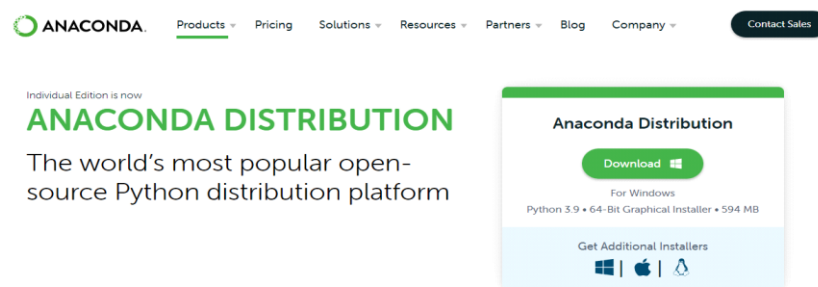 ANACONDA.
Products Pricing Solutions Resources Partners Blog Company Contact Sales
Individual Edition is now
ANACONDA DISTRIBUTION
The world's most popular open-
source Python distribution platform
Anaconda Distribution
Download
For Windows
Python 3.9 • 64-Bit Graphical Installer • 594 MB
Get Additional Installers